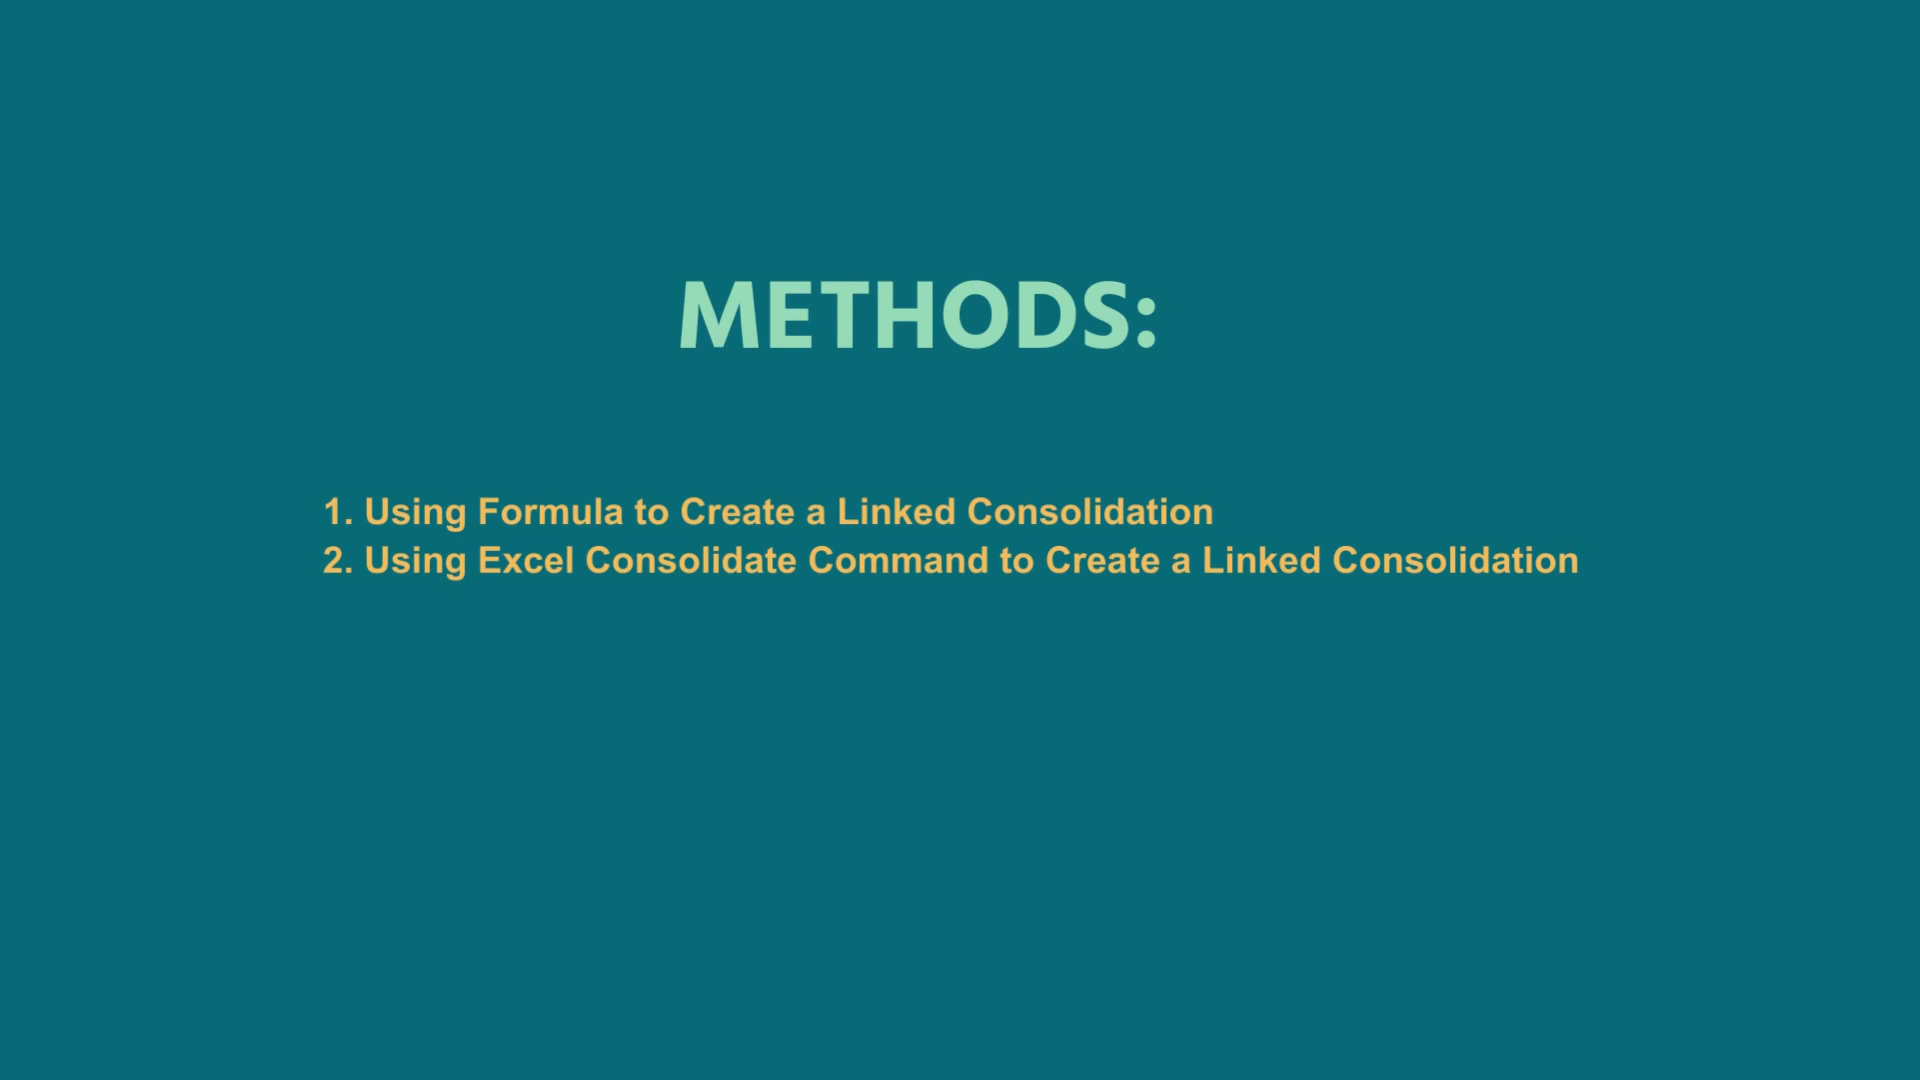 METHODS:
1. Using Formula to Create a Linked Consolidation
2. Using Excel Consolidate Command to Create a Linked Consolidation